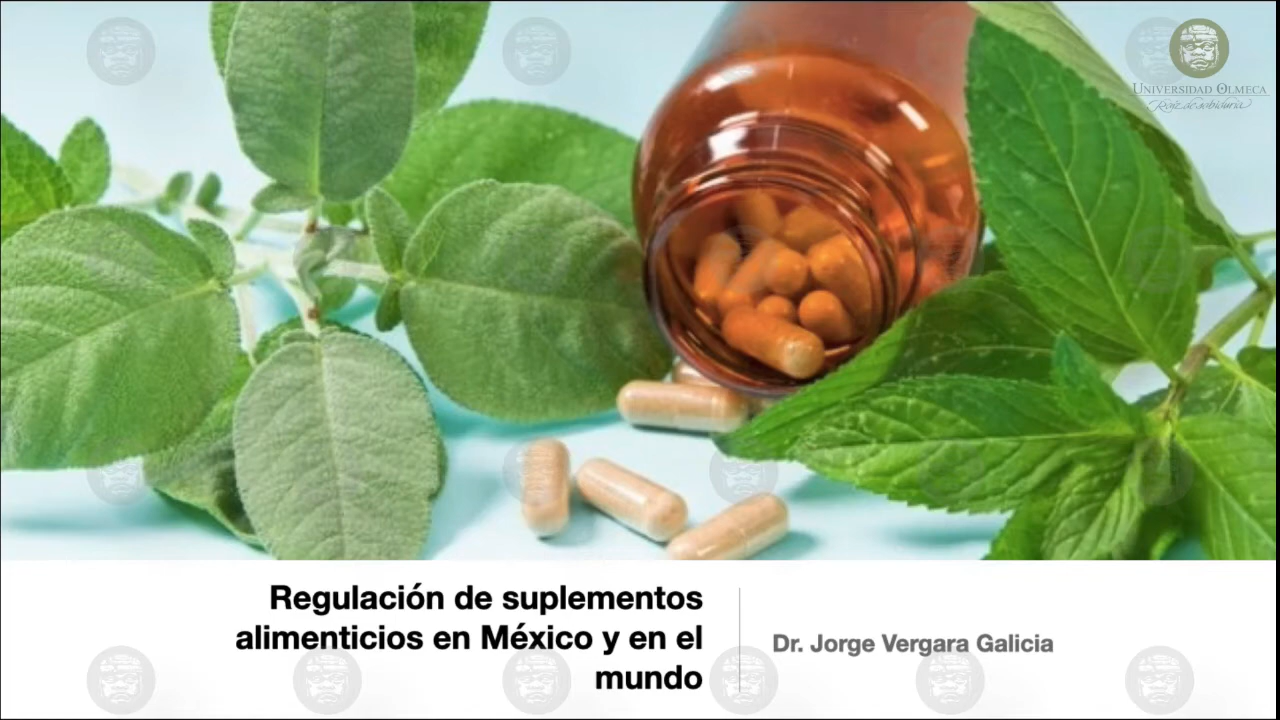 UNIVERSIDAD OLMECA
Raíz de sabiduría
Regulación de suplementos
alimenticios en México y en el
mundo
Dr. Jorge Vergara Galicia